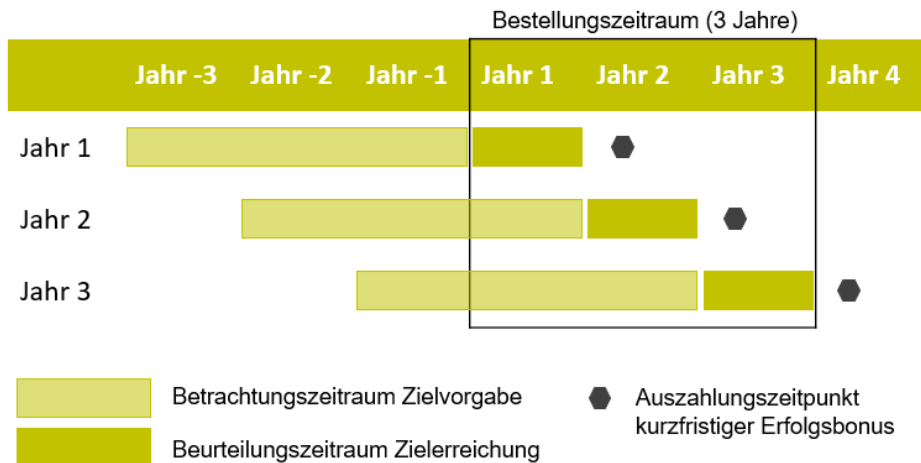 Bestellungszeitraum (3 Jahre)
Jahr -3 Jahr -2 Jahr -1 Jahr 1 Jahr 2 Jahr 3 Jahr 4
Jahr 1
Jahr 2
Jahr 3
Betrachtungszeitraum Zielvorgabe
Beurteilungszeitraum Zielerreichung
Auszahlungszeitpunkt
kurzfristiger Erfolgsbonus